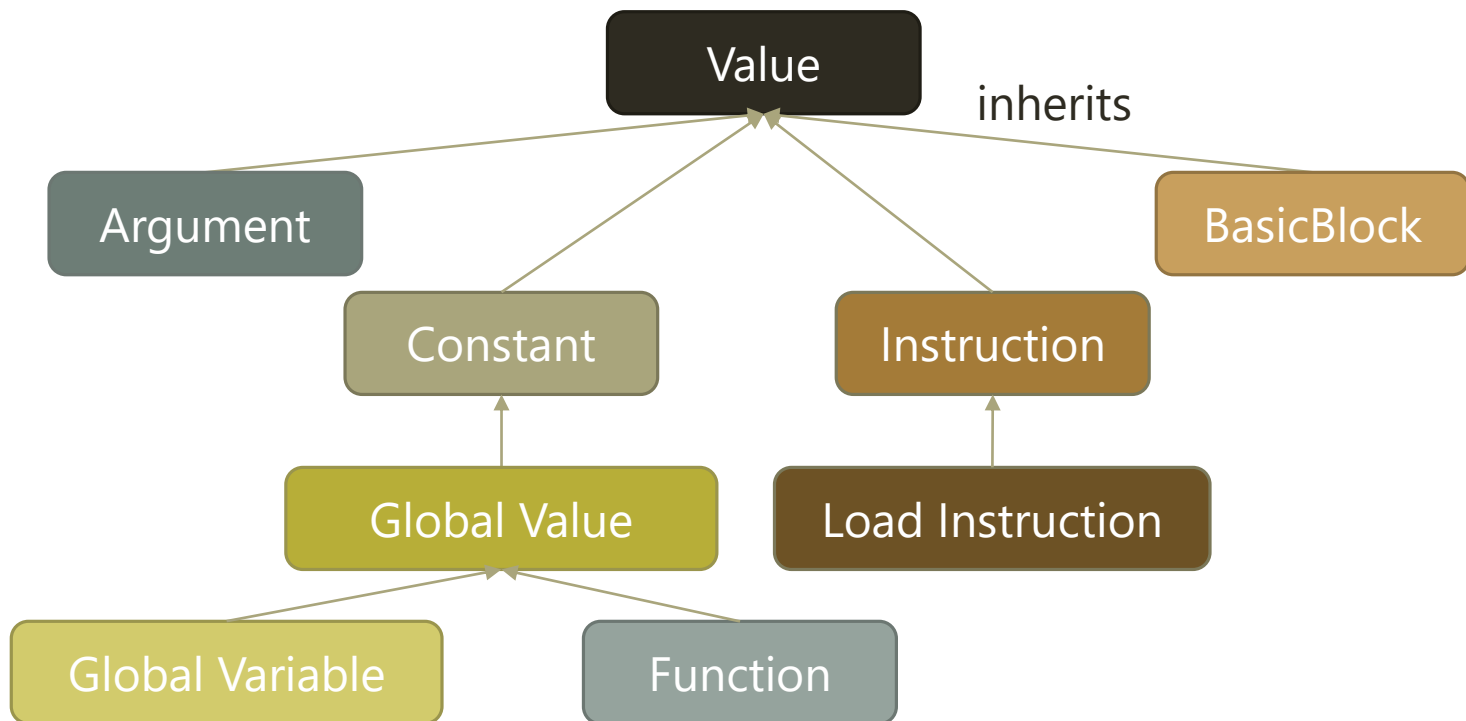 Value
inherits
Argument
BasicBlock
Constant
Instruction
Global Value
Load Instruction
Global Variable
Function